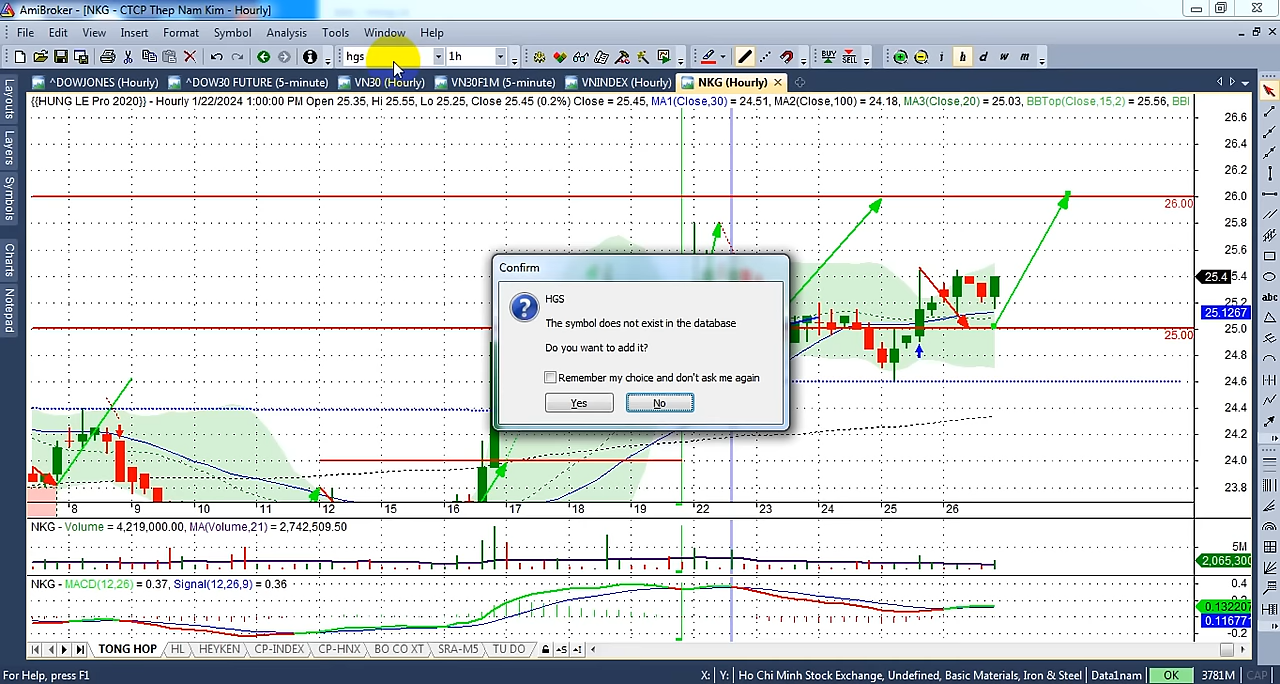 AmiBroker - [NKG - CTCP Thep Nam Kim - Hourly]
File Edit View Insert Format Symbol Analysis Tools Window Help
hgs 1h BUY SELL i h d w m
^DOWJONES (Hourly) ^DOW30 FUTURE (5-minute) VN30 (Hourly) VN30F1M (5-minute) VNINDEX (Hourly) NKG (Hourly)
{{HUNG LE Pro 2020}} - Hourly 1/22/2024 1:00:00 PM Open 25.35, Hi 25.55, Lo 25.25, Close 25.45 (0.2%) Close = 25.45, MA1(Close,30) = 24.51, MA2(Close,100) = 24.18, MA3(Close,20) = 25.03, BBTop(Close,15,2) = 25.56, BBI
Layouts
Layers
Symbols
Charts
Notepad
26.6
26.4
26.2
26.0
26.00
25.8
25.6
25.4
25.4
25.2
25.1267
25.0
25.00
24.8
24.6
24.4
24.2
24.0
23.8
abc
Confirm
HGS
The symbol does not exist in the database
Do you want to add it?
Remember my choice and don't ask me again
Yes No
8 9 10 11 12 15 16 17 18 19 22 23 24 25 26
NKG - Volume = 4,219,000.00, MA(Volume,21) = 2,742,509.50
5M
2,065,300
NKG - MACD(12,26) = 0.37, Signal(12,26,9) = 0.36
0.4
0.132207
0.116771
-0.2
TONG HOP HL HEYKEN CP-INDEX CP-HNX BO CO XT SRA-M5 TU DO
For Help, press F1 X: Y: Ho Chi Minh Stock Exchange, Undefined, Basic Materials, Iron & Steel Data1nam OK 3781M CAP